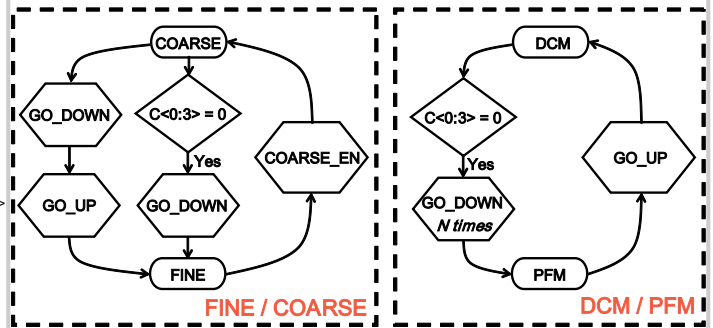 COARSE
GO_DOWN
C<0:3> = 0
Yes
COARSE_EN
GO_UP
GO_DOWN
FINE
FINE / COARSE
DCM
C<0:3> = 0
Yes
GO_UP
GO_DOWN
N times
PFM
DCM / PFM